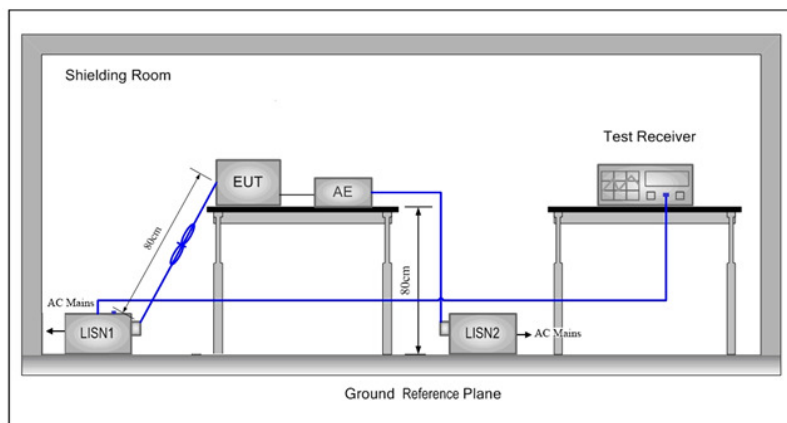 Shielding Room
Test Receiver
EUT
AE
80cm
80cm
AC Mains
LISN1
LISN2
AC Mains
Ground Reference Plane